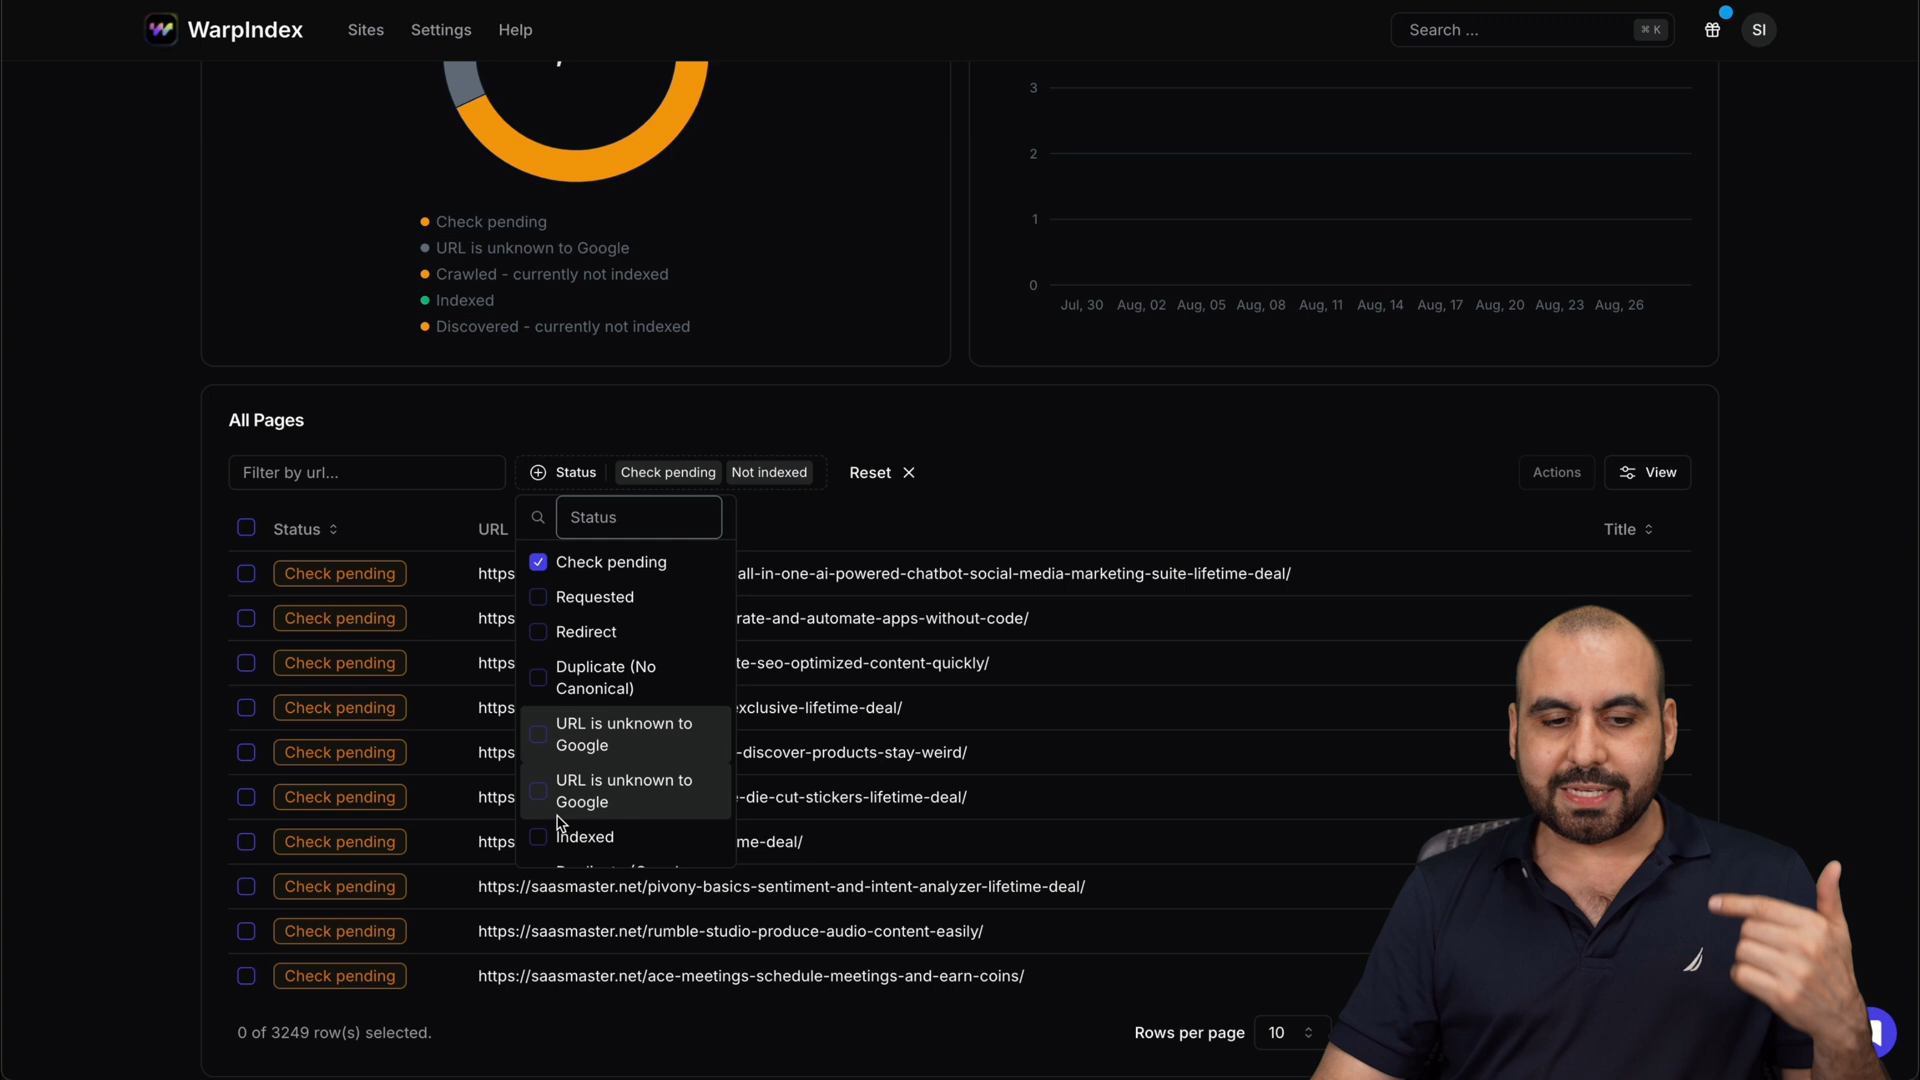 WarpIndex Sites Settings Help Search ... ⌘ K SI
Check pending
URL is unknown to Google
Crawled - currently not indexed
Indexed
Discovered - currently not indexed
3
2
1
0
Jul, 30 Aug, 02 Aug, 05 Aug, 08 Aug, 11 Aug, 14 Aug, 17 Aug, 20 Aug, 23 Aug, 26
All Pages
Filter by url... Status Check pending Not indexed Reset Actions View
Status URL Title
Status
Check pending
Requested
Redirect
Duplicate (No
Canonical)
URL is unknown to
Google
URL is unknown to
Google
Indexed
Check pending https all-in-one-ai-powered-chatbot-social-media-marketing-suite-lifetime-deal/
Check pending https rate-and-automate-apps-without-code/
Check pending https te-seo-optimized-content-quickly/
Check pending https exclusive-lifetime-deal/
Check pending https -discover-products-stay-weird/
Check pending https e-die-cut-stickers-lifetime-deal/
Check pending https me-deal/
Check pending https://saasmaster.net/pivony-basics-sentiment-and-intent-analyzer-lifetime-deal/
Check pending https://saasmaster.net/rumble-studio-produce-audio-content-easily/
Check pending https://saasmaster.net/ace-meetings-schedule-meetings-and-earn-coins/
0 of 3249 row(s) selected. Rows per page 10